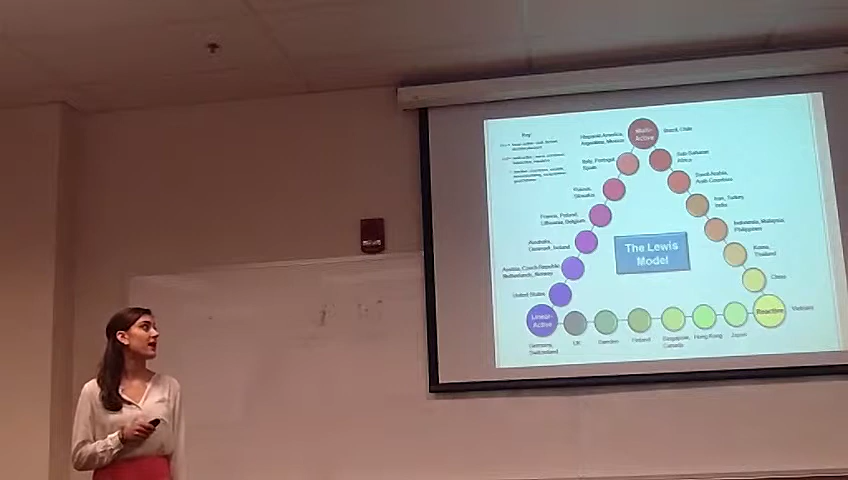 Key:
Hispanic America,
Argentina, Mexico
Multi-
Active
Brazil, Chile
Italy, Portugal
Spain
Sub-Saharan
Africa
Russia,
Slovakia
Saudi Arabia,
Arab Countries
France, Poland,
Lithuania, Belgium
Iran, Turkey,
India
Australia,
Denmark, Ireland
Indonesia, Malaysia,
Philippines
The Lewis
Model
Korea,
Thailand
Austria, Czech Republic
Netherlands, Norway
China
United States
Linear-
Active
Reactive
Vietnam
Germany,
Switzerland
UK
Sweden
Finland
Singapore,
Canada
Hong Kong
Japan